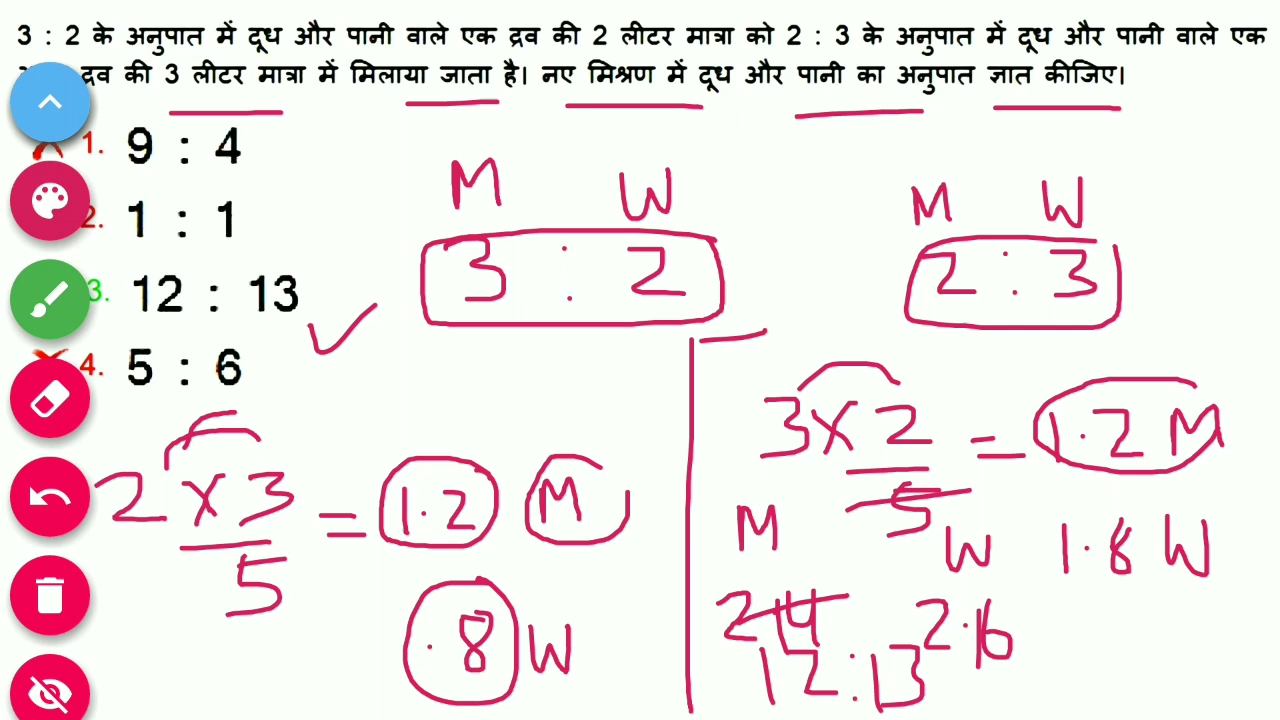 3 : 2 के अनुपात में दूध और पानी वाले एक द्रव की 2 लीटर मात्रा को 2 : 3 के अनुपात में दूध और पानी वाले एक
द्रव की 3 लीटर मात्रा में मिलाया जाता है। नए मिश्रण में दूध और पानी का अनुपात ज्ञात कीजिए।
1. 9 : 4
2. 1 : 1
3. 12 : 13
4. 5 : 6
M W
3 : 2
M W
2 : 3
2 x 3
5
= 1.2 M
.8 W
3 x 2
5
= 1.2 M
1.8 W
M W
2.4 2.6
12 : 13